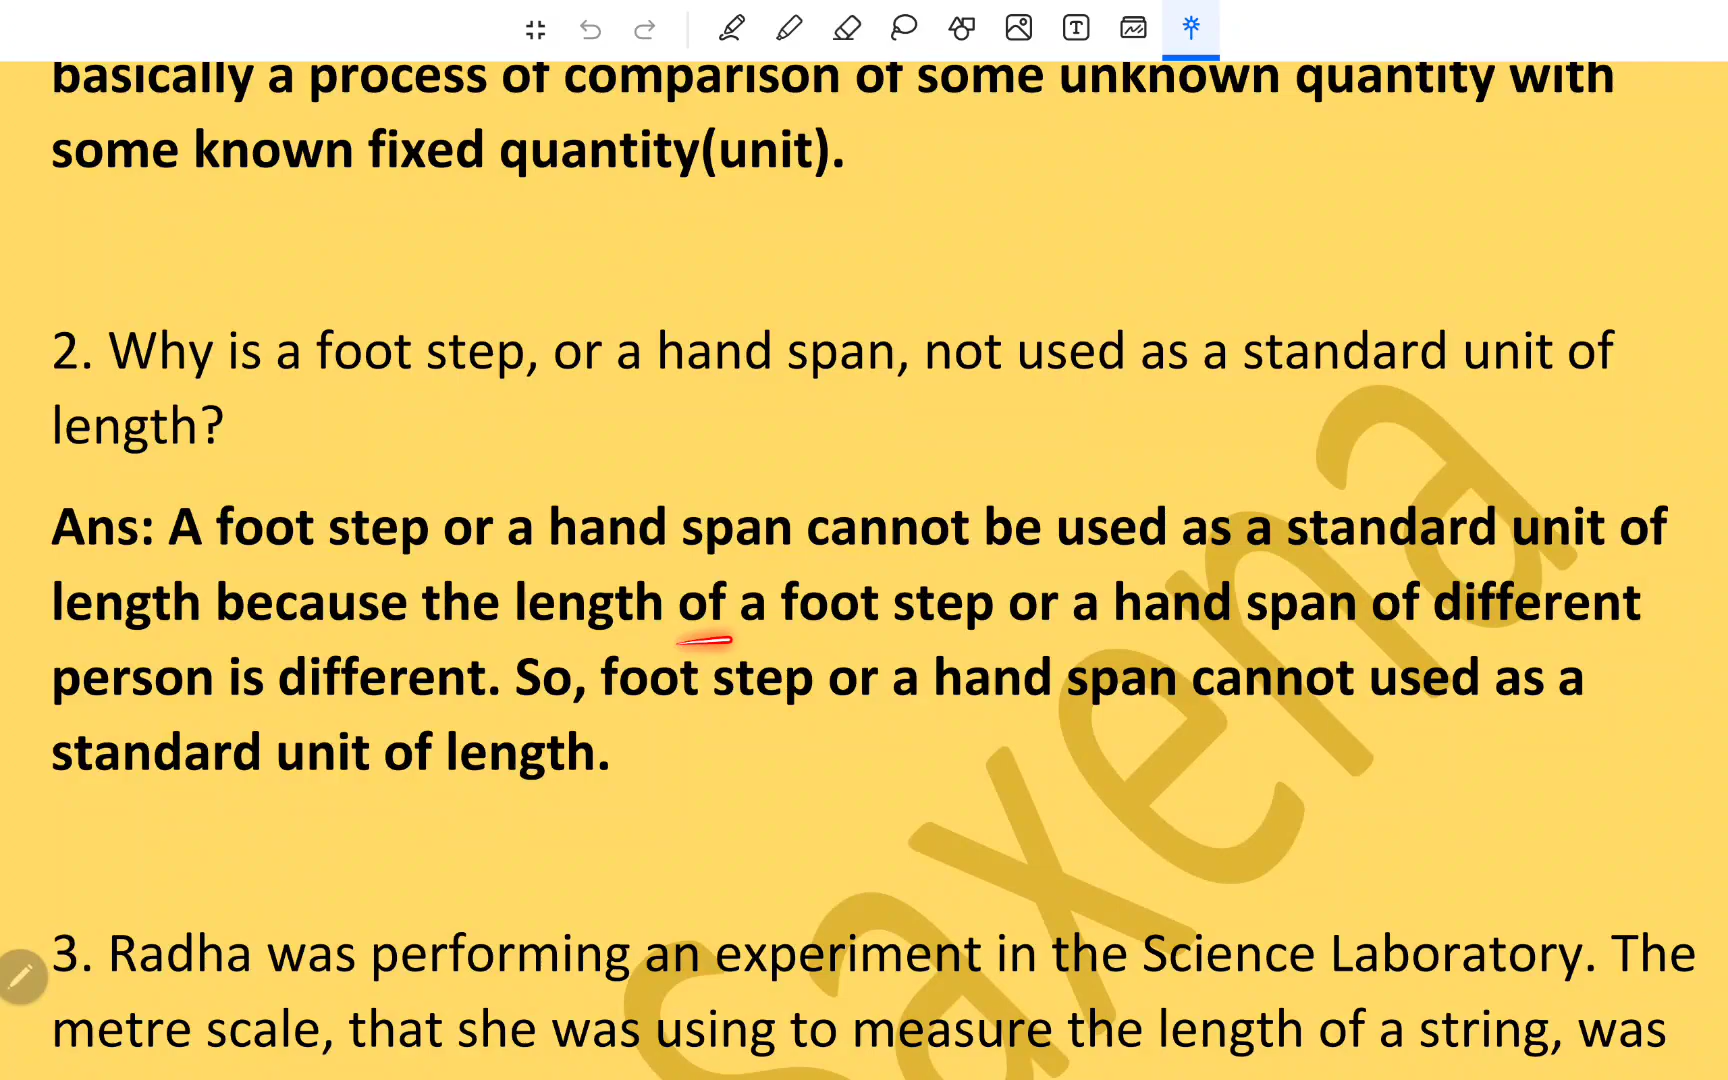 basically a process of comparison of some unknown quantity with
some known fixed quantity(unit).
2. Why is a foot step, or a hand span, not used as a standard unit of
length?
Ans: A foot step or a hand span cannot be used as a standard unit of
length because the length of a foot step or a hand span of different
person is different. So, foot step or a hand span cannot used as a
standard unit of length.
3. Radha was performing an experiment in the Science Laboratory. The
metre scale, that she was using to measure the length of a string, was
Saxena